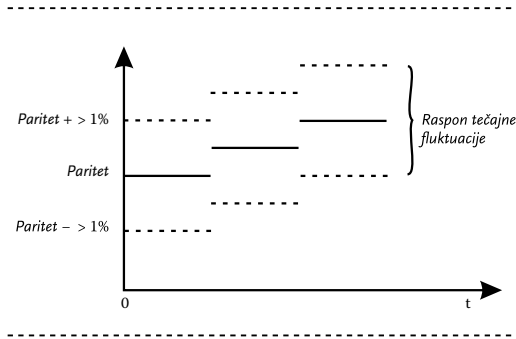 Paritet + > 1%
Raspon tečajne
fluktuacije
Paritet
Paritet – > 1%
0
t